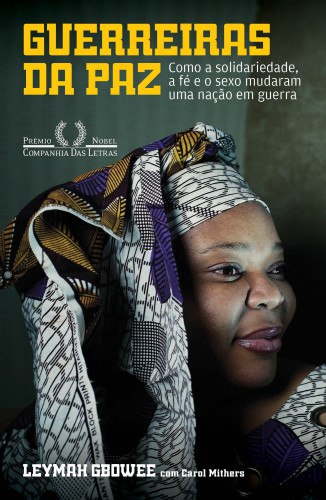 GUERREIRAS
DA PAZ
Como a solidariedade,
a fé e o sexo mudaram
uma nação em guerra
PRÊMIO NOBEL
COMPANHIA DAS LETRAS
LEYMAH GBOWEE com Carol Mithers